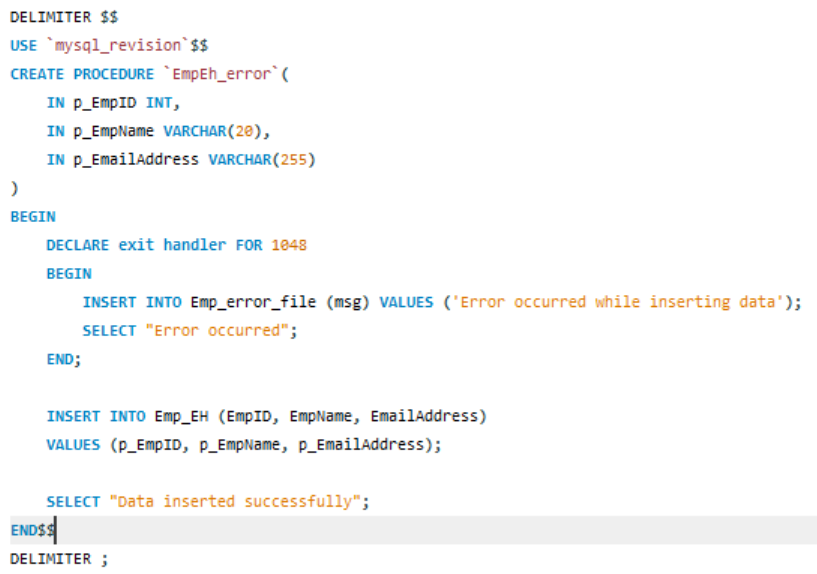 DELIMITER $$
USE `mysql_revision`$$
CREATE PROCEDURE `EmpEh_error`(
    IN p_EmpID INT,
    IN p_EmpName VARCHAR(20),
    IN p_EmailAddress VARCHAR(255)
)
BEGIN
    DECLARE exit handler FOR 1048
    BEGIN
        INSERT INTO Emp_error_file (msg) VALUES ('Error occurred while inserting data');
        SELECT "Error occurred";
    END;

    INSERT INTO Emp_EH (EmpID, EmpName, EmailAddress)
    VALUES (p_EmpID, p_EmpName, p_EmailAddress);

    SELECT "Data inserted successfully";
END$$
DELIMITER ;